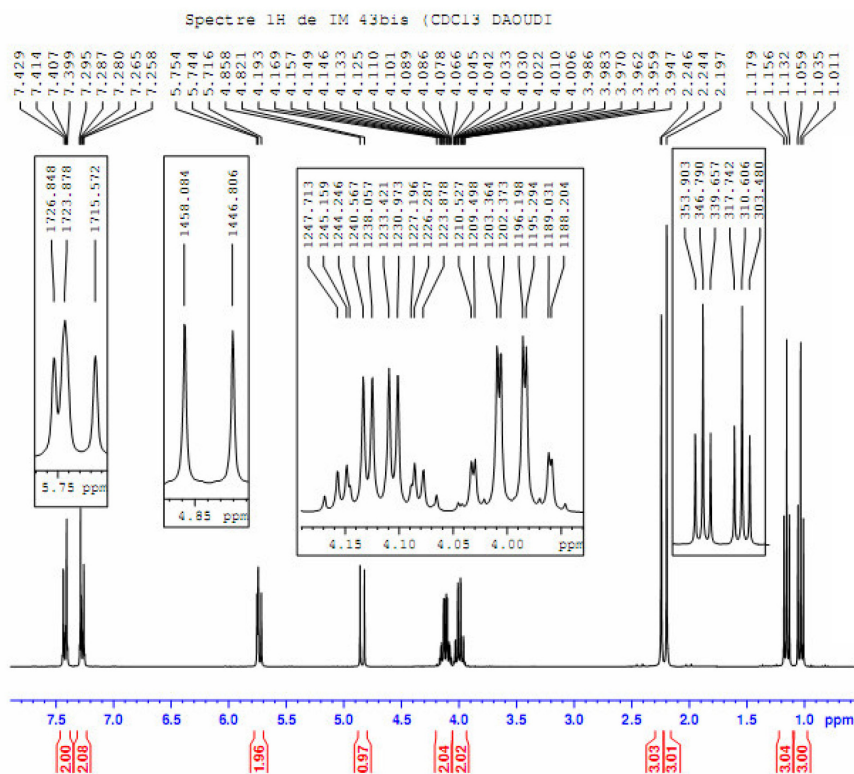 Spectre 1H de IM 43bis (CDCl3 DAOUDI
7.429 7.414 7.407 7.399 7.295 7.287 7.280 7.265 7.258 5.754 5.744 5.716 4.858 4.821 4.193 4.169 4.157 4.149 4.146 4.133 4.125 4.110 4.101 4.089 4.086 4.078 4.066 4.045 4.042 4.033 4.030 4.022 4.010 4.006 3.986 3.983 3.970 3.962 3.959 3.947 2.246 2.244 2.197 1.179 1.156 1.132 1.059 1.035 1.011
1726.848 1723.878 1715.572
5.75 ppm
1458.084 1446.806
4.85 ppm
1247.713 1245.159 1244.246 1240.567 1238.057 1233.421 1230.973 1227.196 1226.287 1223.878 1210.527 1209.498 1203.364 1202.373 1196.198 1195.294 1189.031 1188.204
4.15 4.10 4.05 4.00 ppm
353.903 346.790 339.657 317.742 310.606 303.480
7.5 7.0 6.5 6.0 5.5 5.0 4.5 4.0 3.0 2.5 2.0 1.5 1.0 ppm
2.00 2.08 1.96 0.97 2.04 2.02 3.03 3.01 3.04 3.00